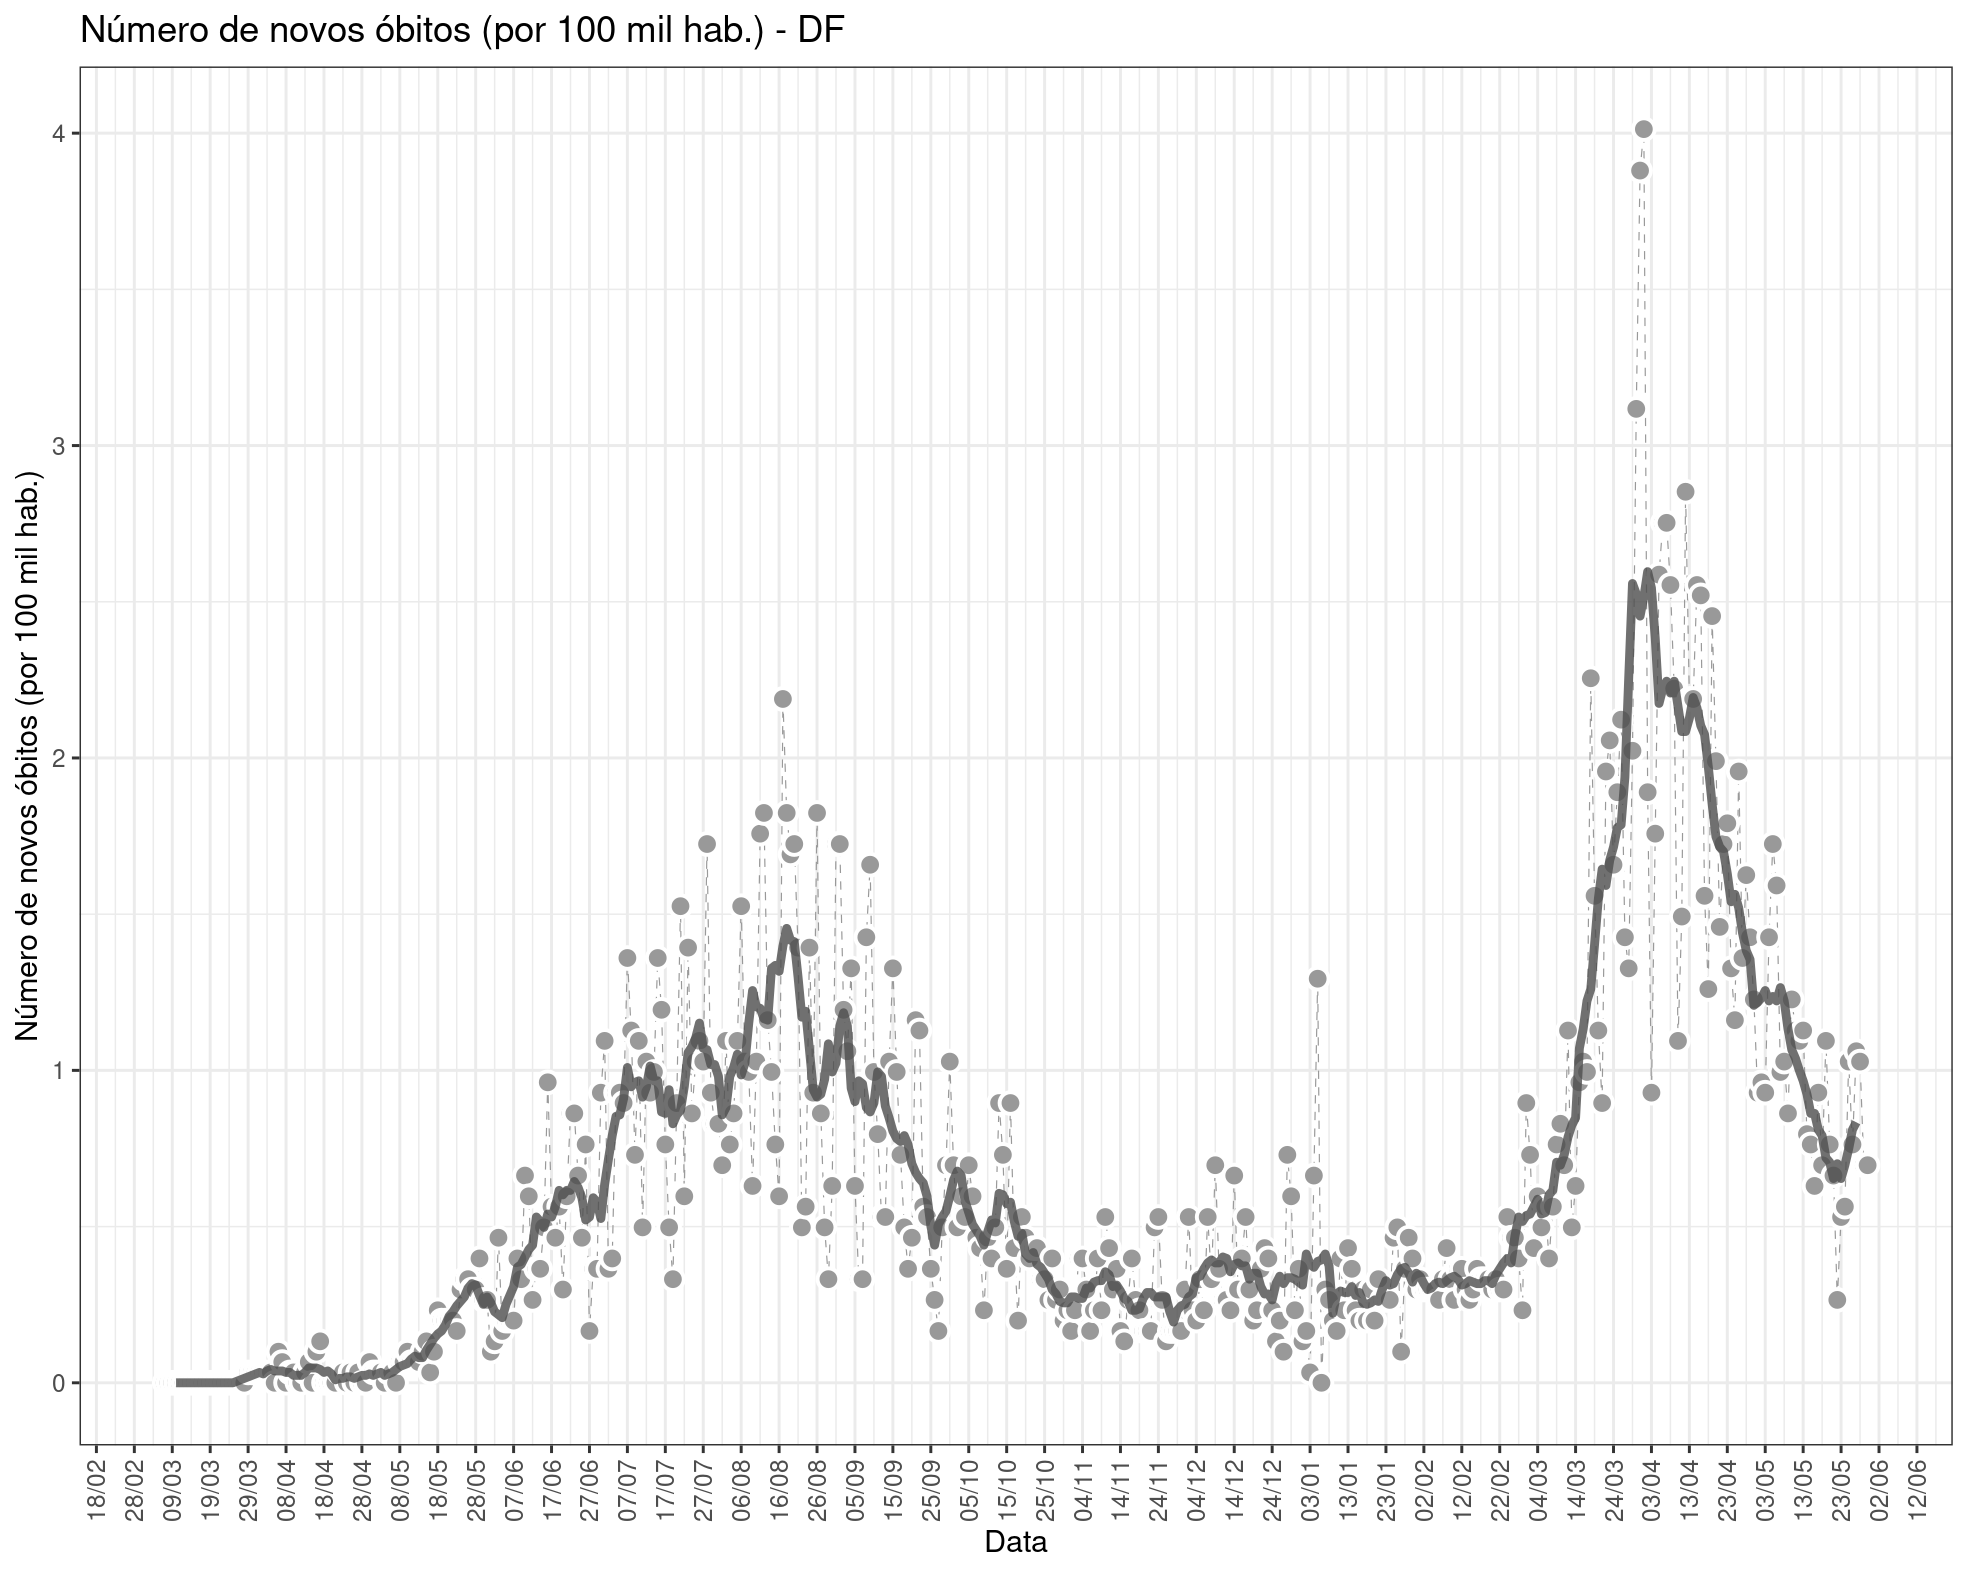 Número de novos óbitos (por 100 mil hab.) - DF
Número de novos óbitos (por 100 mil hab.)
4
3
2
1
0
18/02 28/02 09/03 19/03 29/03 08/04 18/04 28/04 08/05 18/05 28/05 07/06 17/06 27/06 07/07 17/07 27/07 06/08 16/08 26/08 05/09 15/09 25/09 05/10 15/10 25/10 04/11 14/11 24/11 04/12 14/12 24/12 03/01 13/01 23/01 02/02 12/02 22/02 04/03 14/03 24/03 03/04 13/04 23/04 03/05 13/05 23/05 02/06 12/06
Data